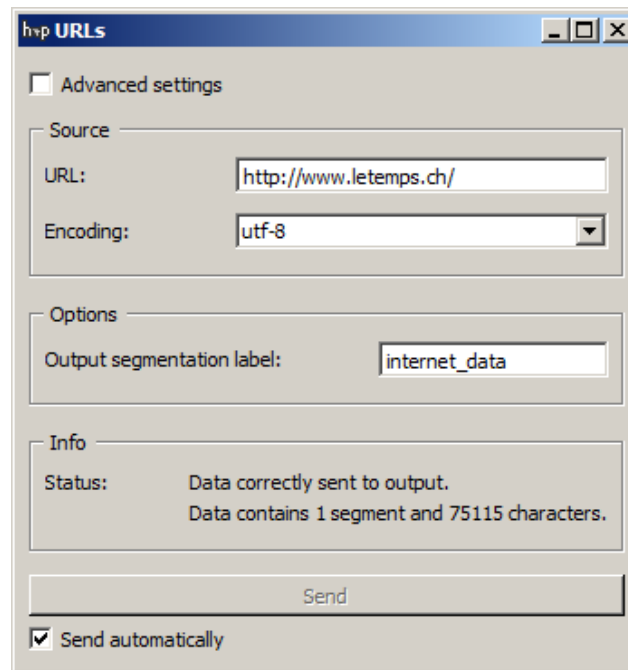 URLs
Advanced settings
Source
URL: http://www.letemps.ch/
Encoding: utf-8
Options
Output segmentation label: internet_data
Info
Status: Data correctly sent to output.
Data contains 1 segment and 75115 characters.
Send
Send automatically